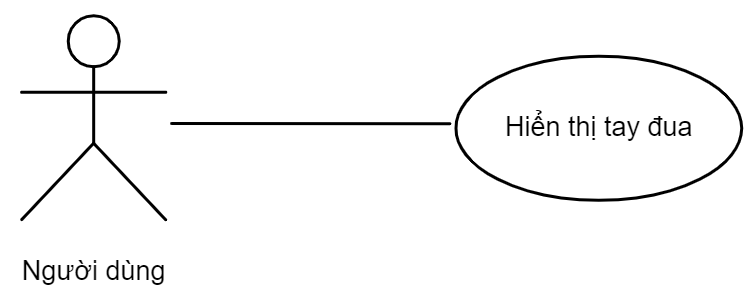 Hiển thị tay đua
Người dùng